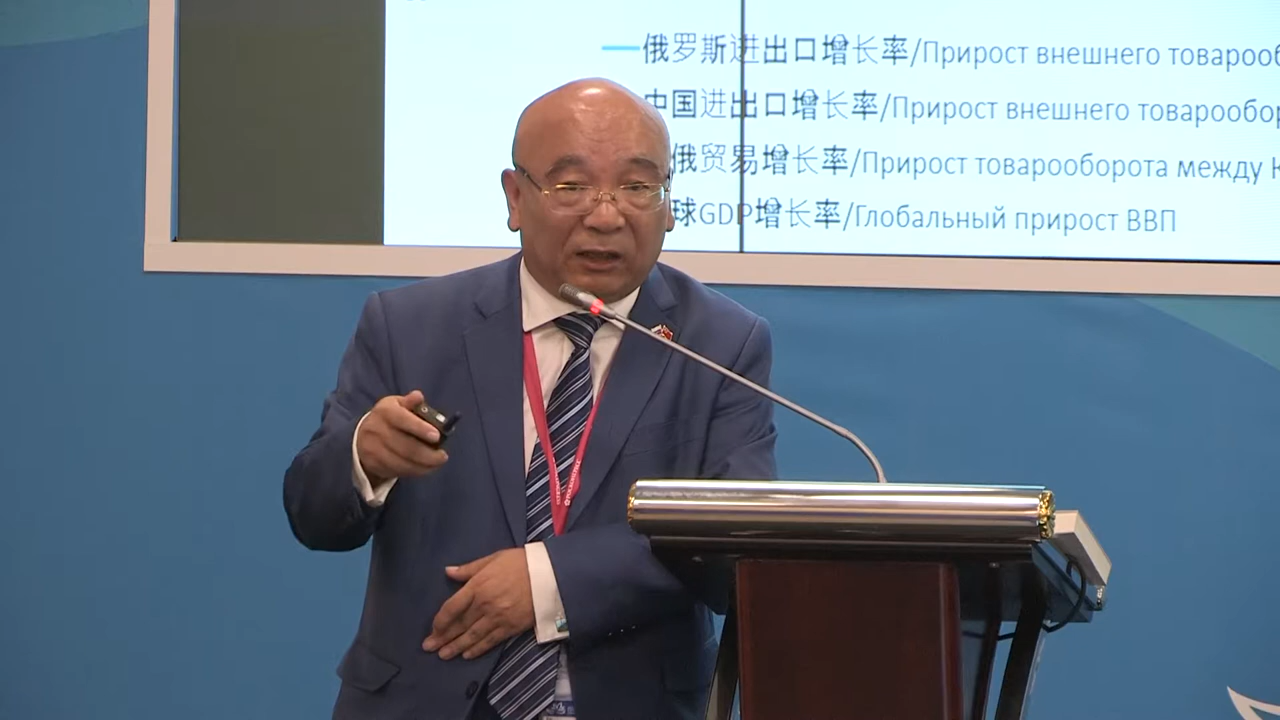 俄罗斯进出口增长率/Прирост внешнего
中国进出口增长率/Прирост внешнего
俄贸易增长率/Прирост товарооборота между
球GDP增长率/Глобальный прирост ВВП